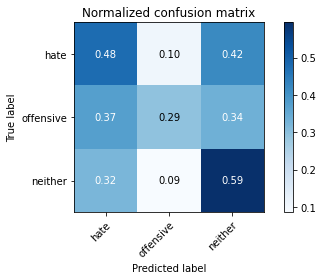 Normalized confusion matrix
True label
hate
0.48 0.10 0.42
offensive
0.37 0.29 0.34
neither
0.32 0.09 0.59
hate
offensive
neither
Predicted label
0.5
0.4
0.3
0.2
0.1